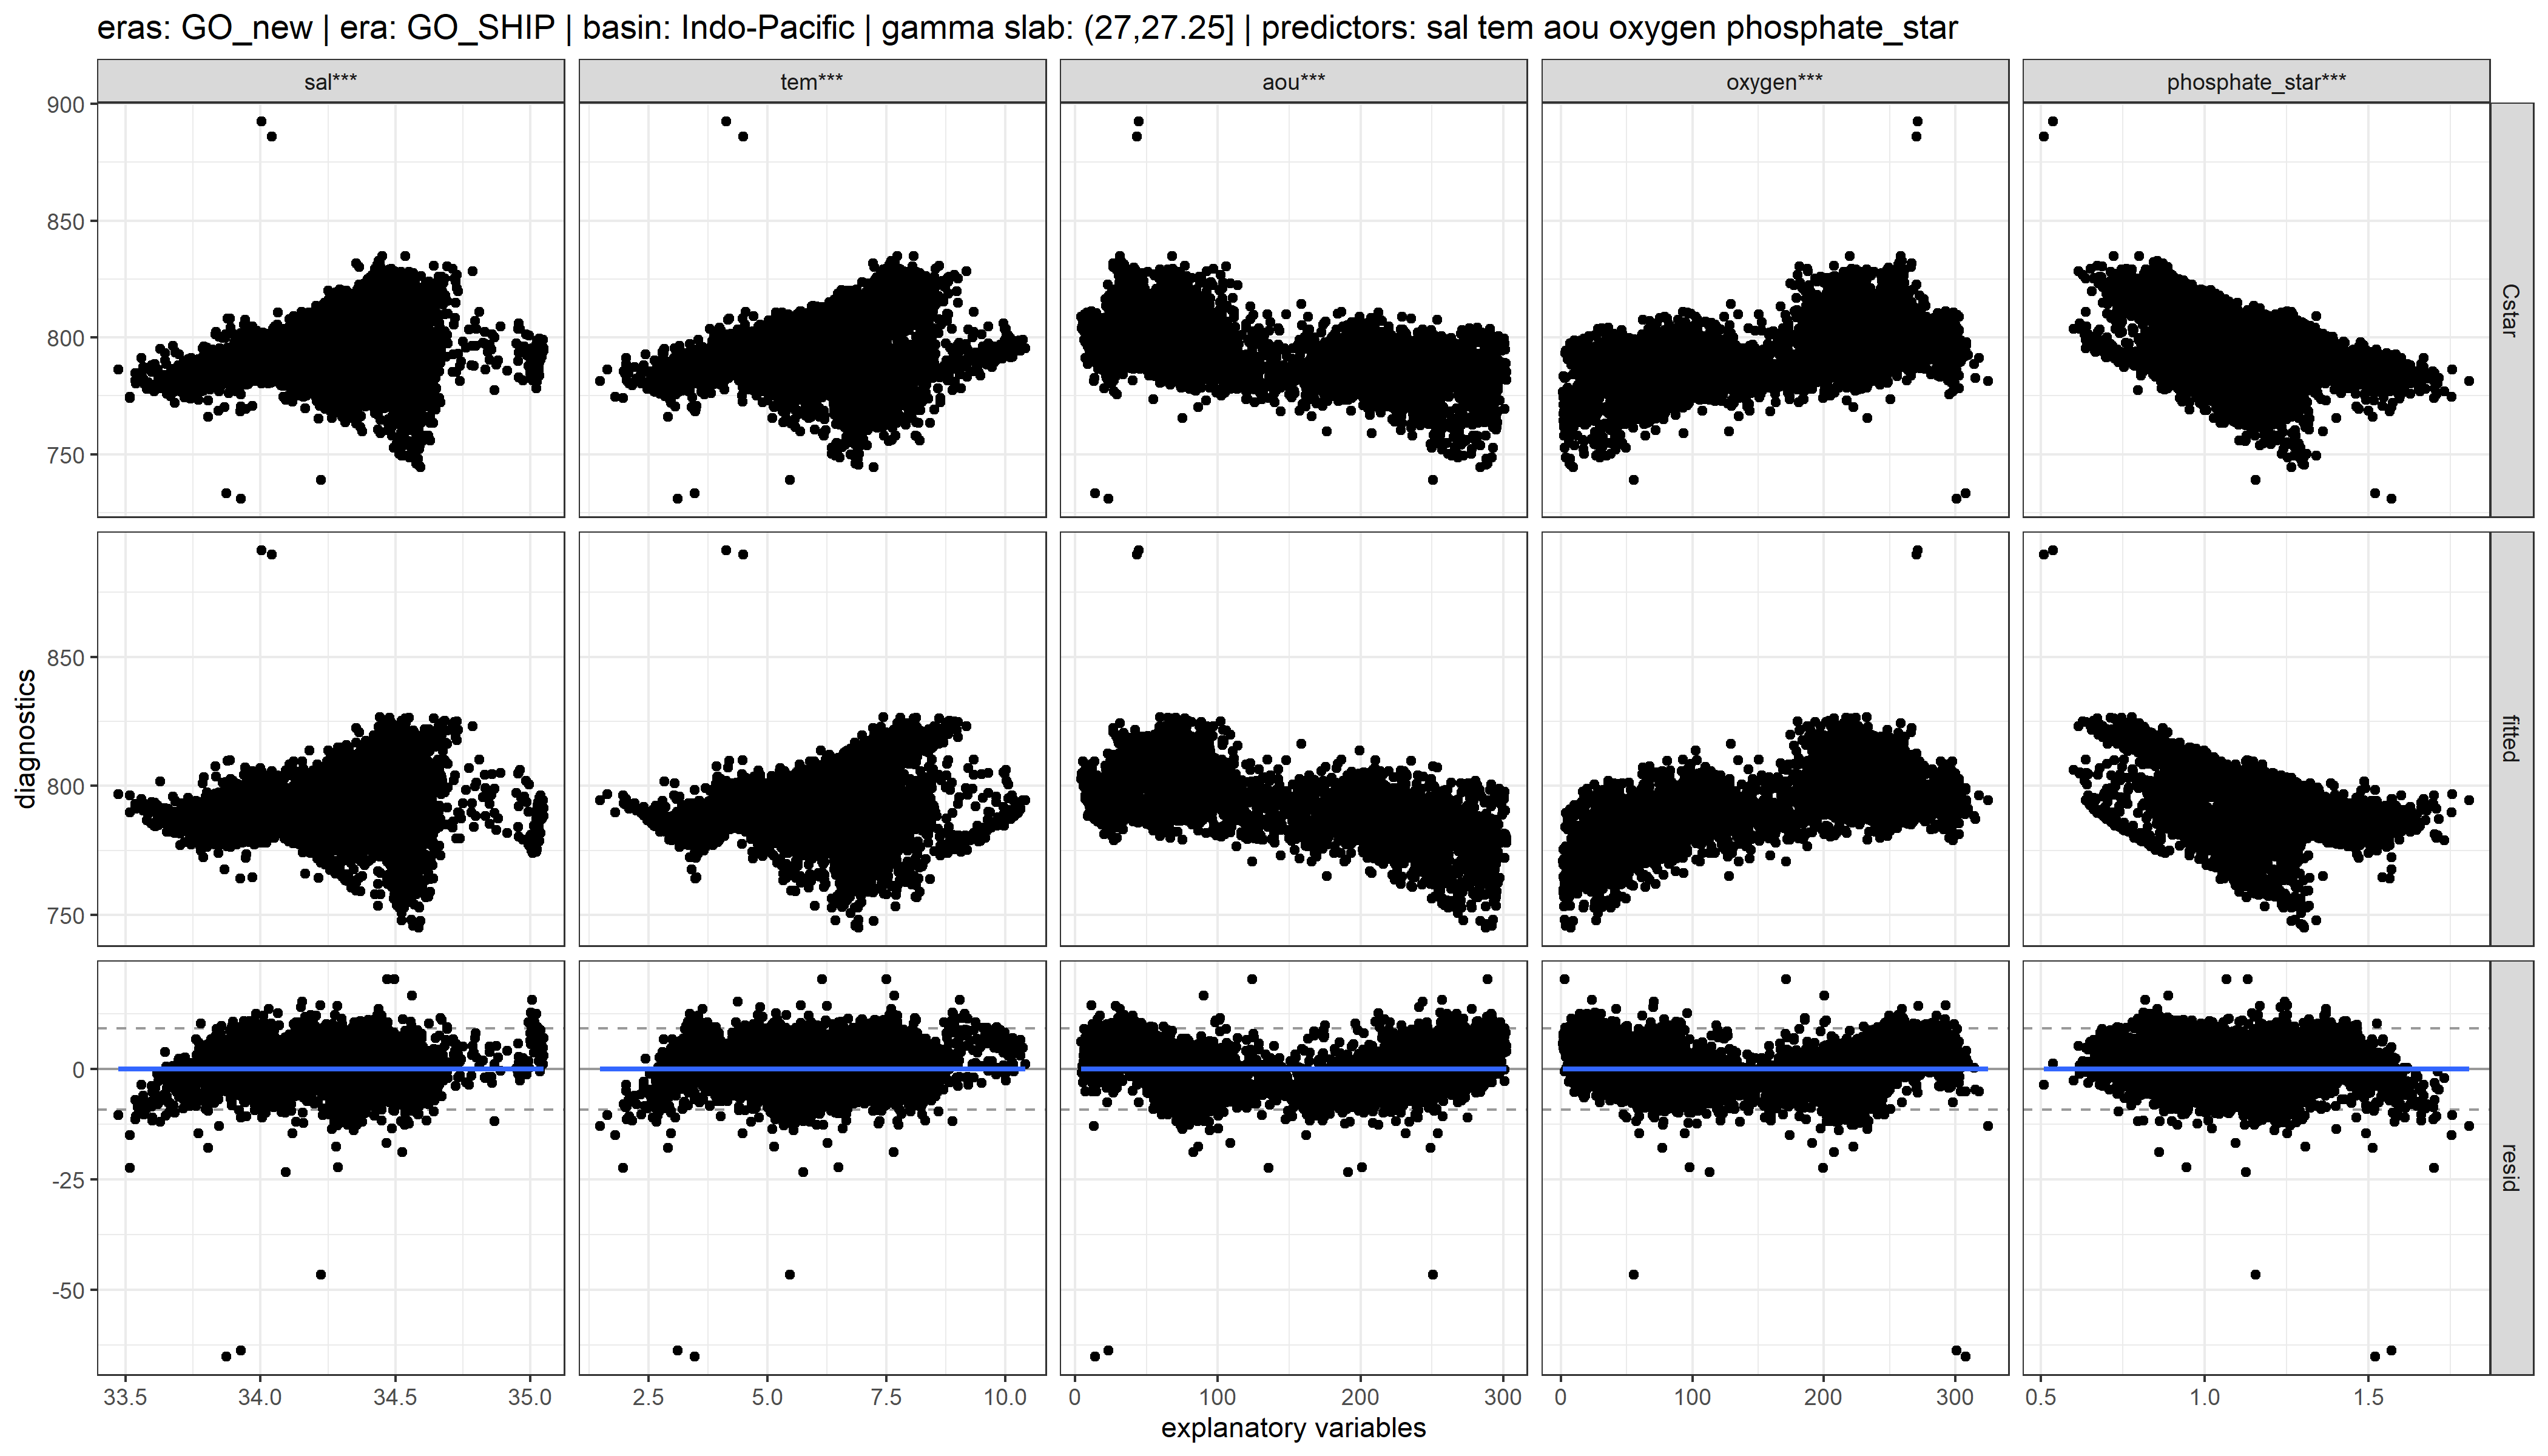 eras: GO_new | era: GO_SHIP | basin: Indo-Pacific | gamma slab: (27,27.25] | predictors: sal tem aou oxygen phosphate_star
sal*** tem*** aou*** oxygen*** phosphate_star***
900
850
800
750
Cstar
850
800
750
fitted
diagnostics
0
-25
-50
resid
33.5 34.0 34.5 35.0 2.5 5.0 7.5 10.0 0 100 200 300 0 100 200 300 0.5 1.0 1.5
explanatory variables